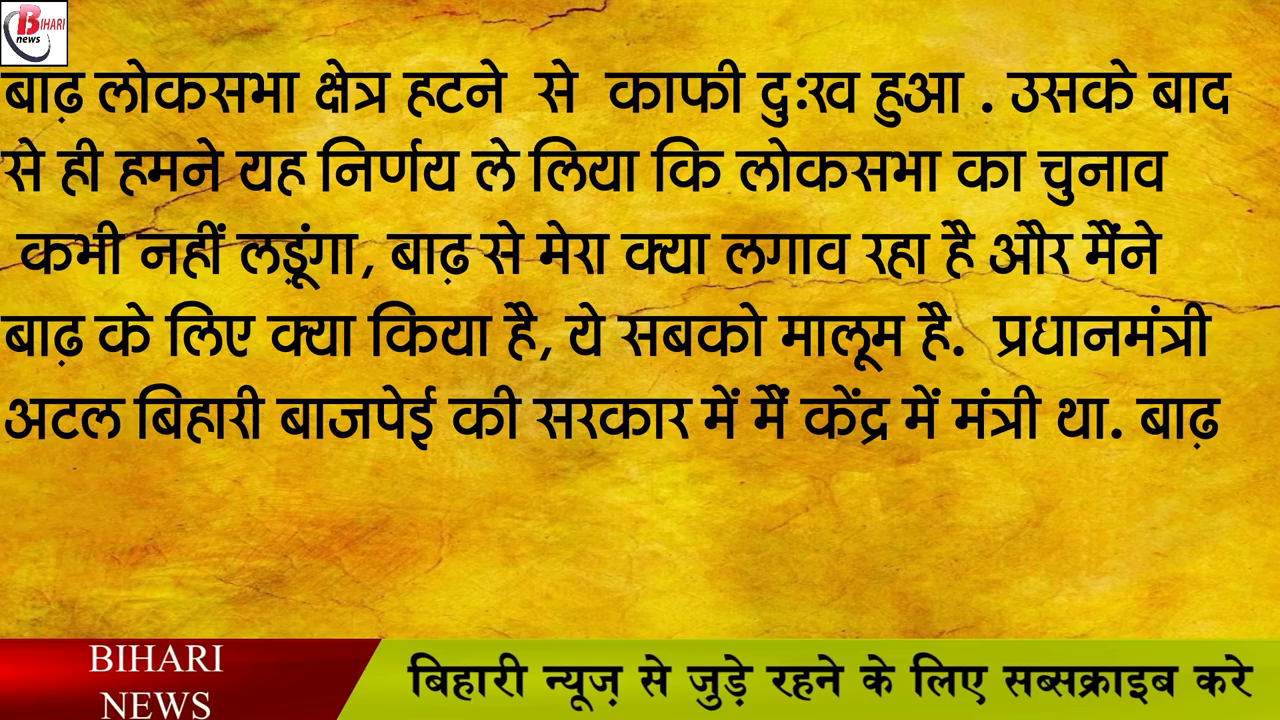 BIHARI
news
बाढ़ लोकसभा क्षेत्र हटने से काफी दुःख हुआ . उसके बाद
से ही हमने यह निर्णय ले लिया कि लोकसभा का चुनाव
कभी नहीं लड़ूंगा, बाढ़ से मेरा क्या लगाव रहा है और मैंने
बाढ़ के लिए क्या किया है, ये सबको मालूम है. प्रधानमंत्री
अटल बिहारी बाजपेई की सरकार में मैं केंद्र में मंत्री था. बाढ़
BIHARI
NEWS
बिहारी न्यूज़ से जुड़े रहने के लिए सब्सक्राइब करे